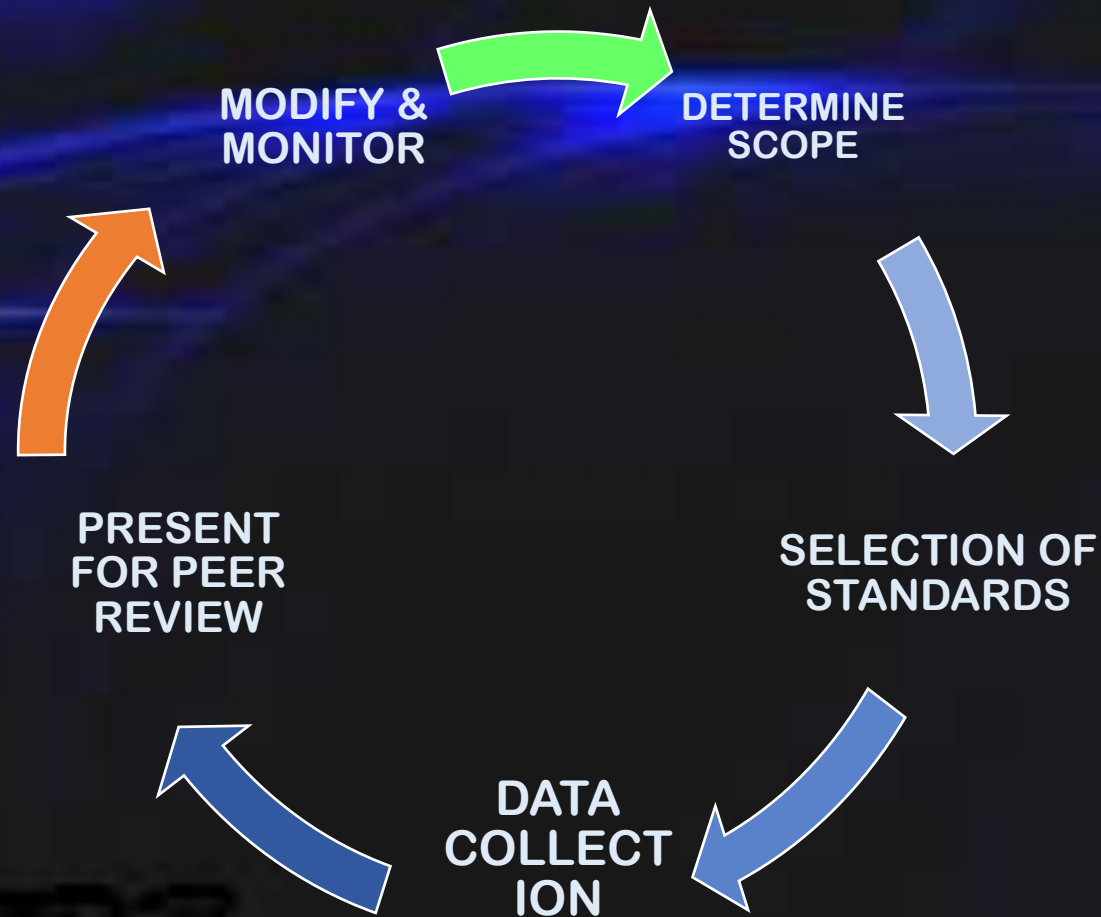 MODIFY &
MONITOR
DETERMINE
SCOPE
SELECTION OF
STANDARDS
DATA
COLLECT
ION
PRESENT
FOR PEER
REVIEW